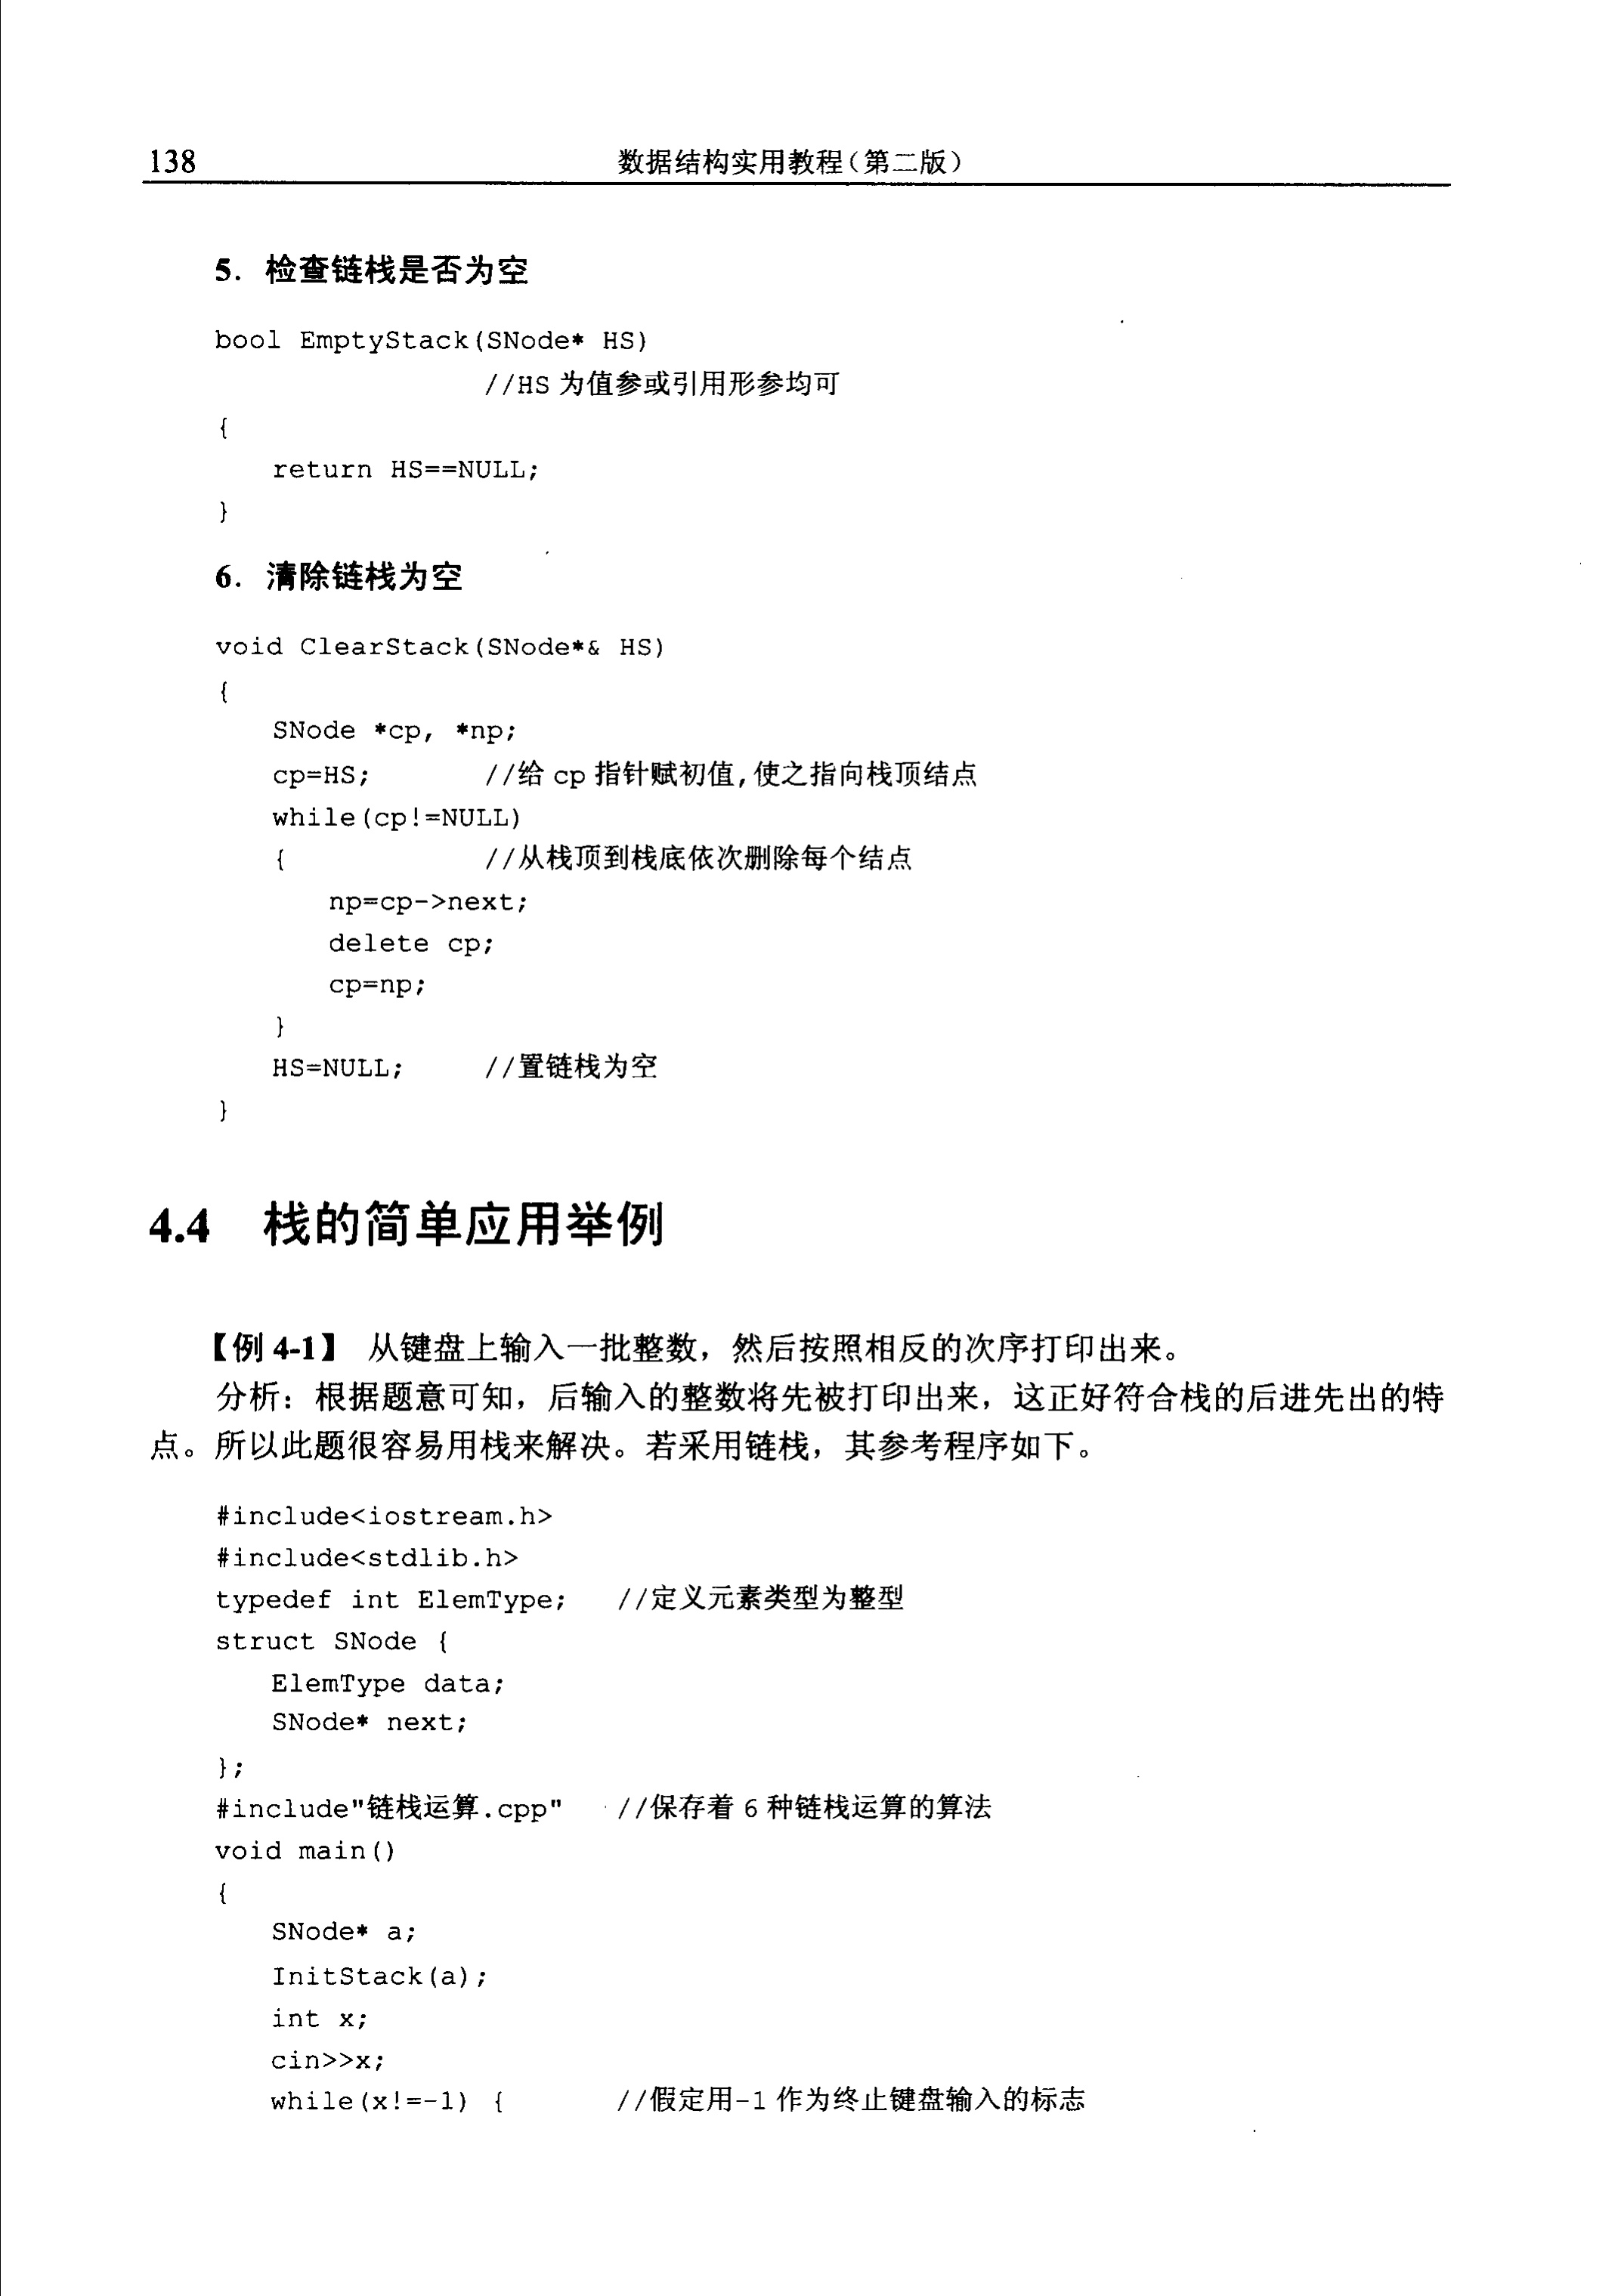 138
数据结构实用教程（第二版）
5. 检查链栈是否为空
bool EmptyStack(SNode* HS)
//HS 为值参或引用形参均可
{
return HS==NULL;
}
6. 清除链栈为空
void ClearStack(SNode*& HS)
{
SNode *cp, *np;
cp=HS; //给 cp 指针赋初值,使之指向栈顶结点
while(cp!=NULL)
{ //从栈顶到栈底依次删除每个结点
np=cp->next;
delete cp;
cp=np;
}
HS=NULL; //置链栈为空
}
4.4 栈的简单应用举例
【例 4-1】 从键盘上输入一批整数，然后按照相反的次序打印出来。
分析：根据题意可知，后输入的整数将先被打印出来，这正好符合栈的后进先出的特
点。所以此题很容易用栈来解决。若采用链栈，其参考程序如下。
#include<iostream.h>
#include<stdlib.h>
typedef int ElemType; //定义元素类型为整型
struct SNode {
ElemType data;
SNode* next;
};
#include"链栈运算.cpp" //保存着 6 种链栈运算的算法
void main()
{
SNode* a;
InitStack(a);
int x;
cin>>x;
while(x!=-1) { //假定用-1 作为终止键盘输入的标志